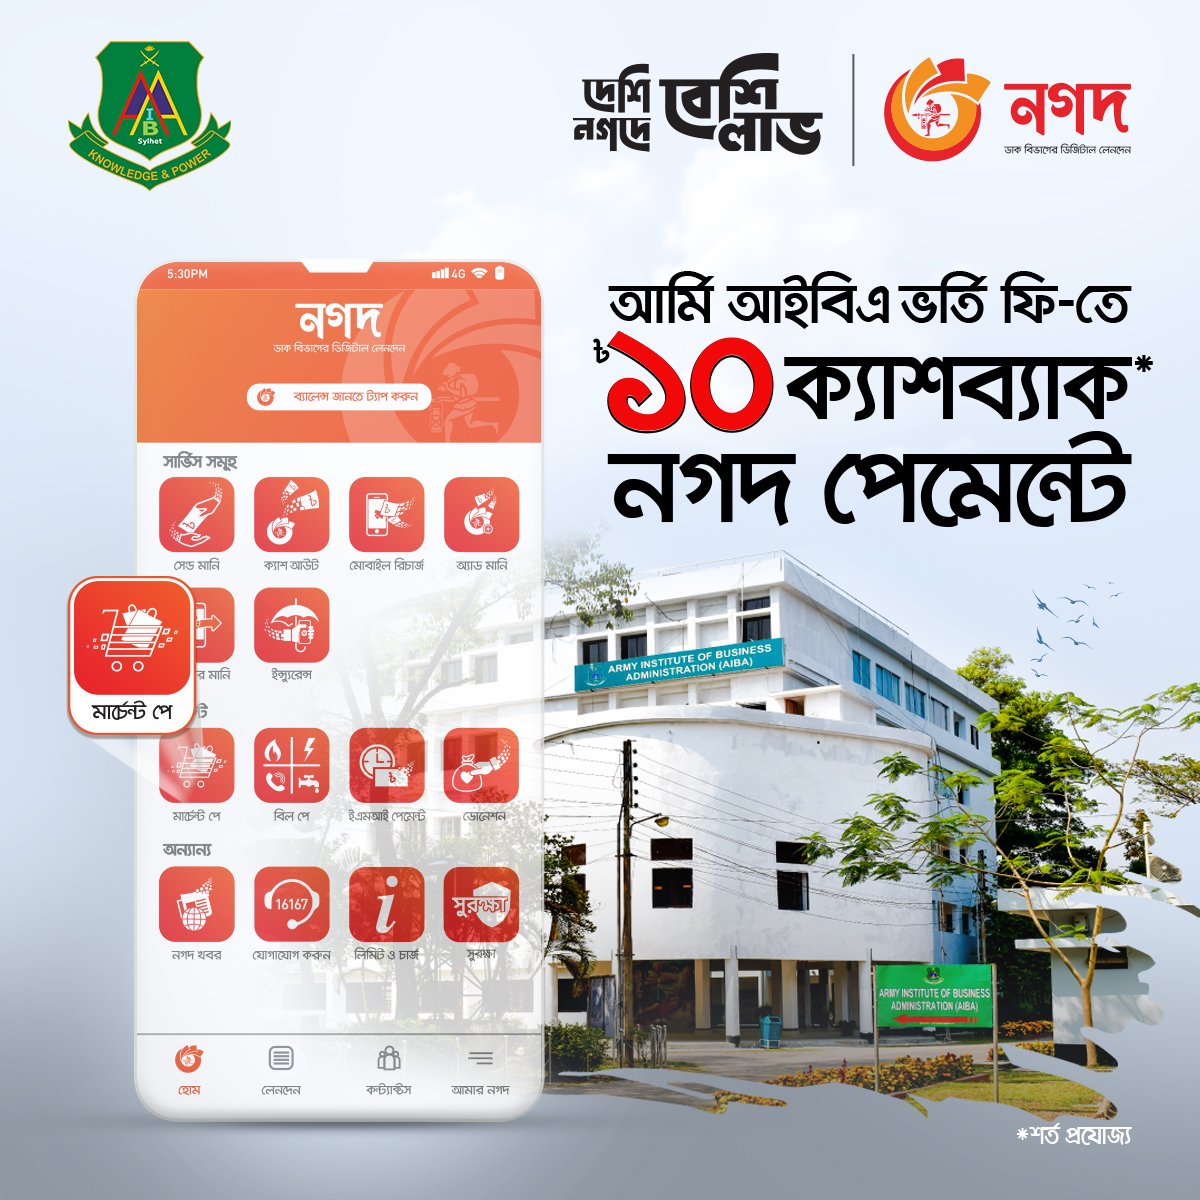 AIB
Sylhet
KNOWLEDGE & POWER
দেশি নগদে বেশি লাভ
নগদ
ডাক বিভাগের ডিজিটাল লেনদেন
আর্মি আইবিএ ভর্তি ফি-তে
৳১০ ক্যাশব্যাক*
নগদ পেমেন্টে
5:30PM 4G
নগদ
ডাক বিভাগের ডিজিটাল লেনদেন
ব্যালেন্স জানতে ট্যাপ করুন
সার্ভিস সমূহ
সেন্ড মানি ক্যাশ আউট মোবাইল রিচার্জ অ্যাড মানি
র মানি ইন্স্যুরেন্স
মার্চেন্ট পে
মার্চেন্ট পে বিল পে ইএমআই পেমেন্ট ডোনেশন
অন্যান্য
16167
সুরক্ষা
নগদ খবর যোগাযোগ করুন লিমিট ও চার্জ সুরক্ষা
হোম লেনদেন কন্ট্যাক্টস আমার নগদ
ARMY INSTITUTE OF BUSINESS
ADMINISTRATION (AIBA)
ARMY INSTITUTE OF BUSINESS
ADMINISTRATION (AIBA)
*শর্ত প্রযোজ্য